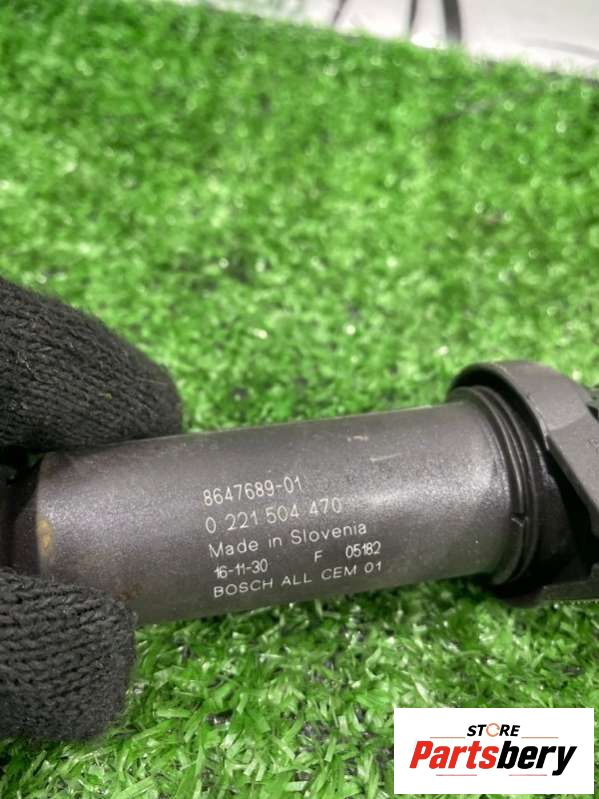 8647689-01
0 221 504 470
Made in Slovenia
16-11-30 F 05182
BOSCH ALL CEM 01
STORE
Partsbery